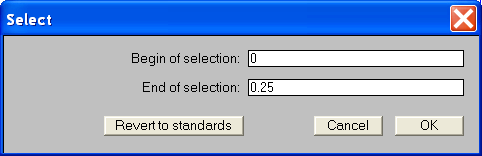 Select
Begin of selection: 0
End of selection: 0.25
Revert to standards Cancel OK